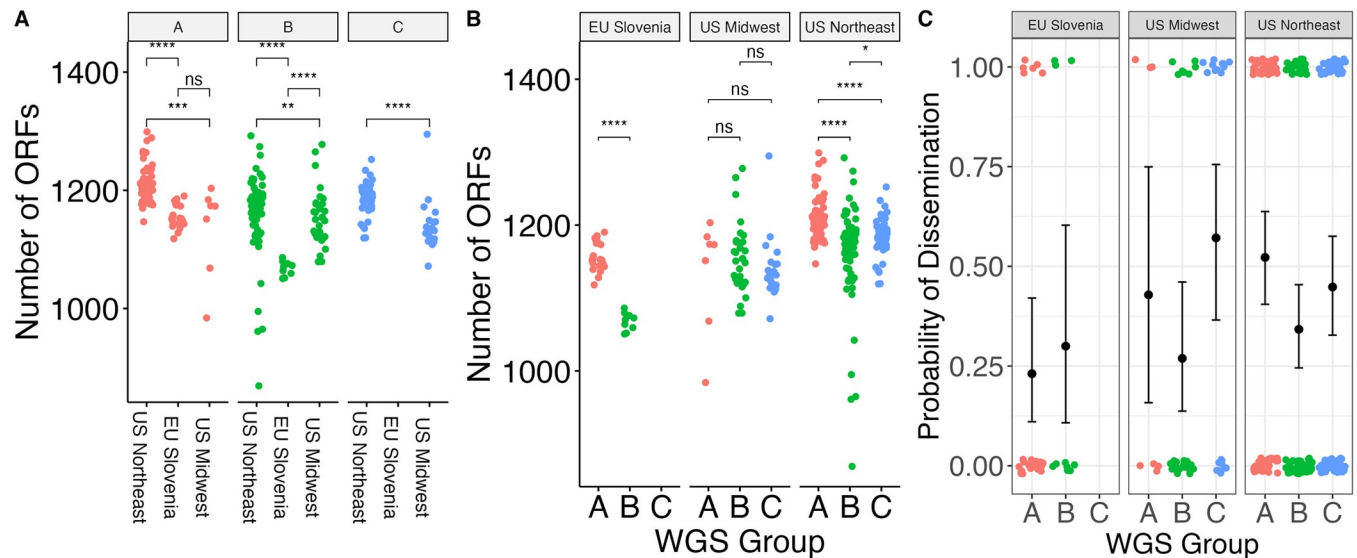 A
A B C
**** **** ****
ns ****
*** **
1400
1200
1000
Number of ORFs
US Northeast
EU Slovenia
US Midwest
US Northeast
EU Slovenia
US Midwest
US Northeast
EU Slovenia
US Midwest
B
EU Slovenia US Midwest US Northeast
ns *
ns ****
**** ns ****
1400
1200
1000
Number of ORFs
A B C A B C A B C
WGS Group
C
EU Slovenia US Midwest US Northeast
1.00
0.75
0.50
0.25
0.00
Probability of Dissemination
A B C A B C A B C
WGS Group